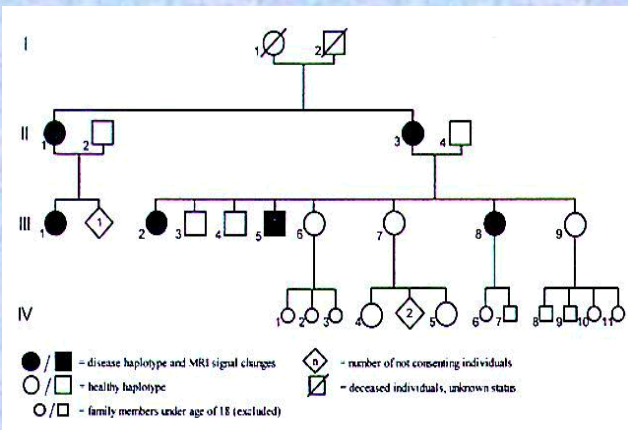 I
1 2
II
1 2 3 4
III
1 1 2 3 4 5 6 7 8 9
IV
1 2 3 4 2 5 6 7 8 9 10 11
/ = disease haplotype and MRI signal changes
n = number of not consenting individuals
/ = healthy haplotype
/ = deceased individuals, unknown status
/ = family members under age of 18 (excluded)